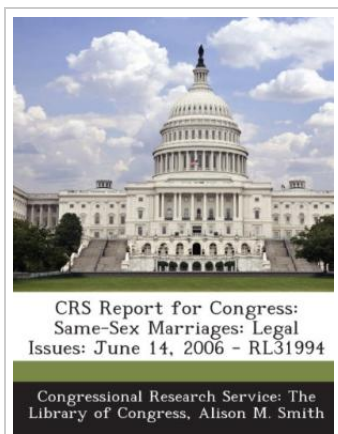 CRS Report for Congress:
Same-Sex Marriages: Legal
Issues: June 14, 2006 - RL31994
Congressional Research Service: The
Library of Congress, Alison M. Smith